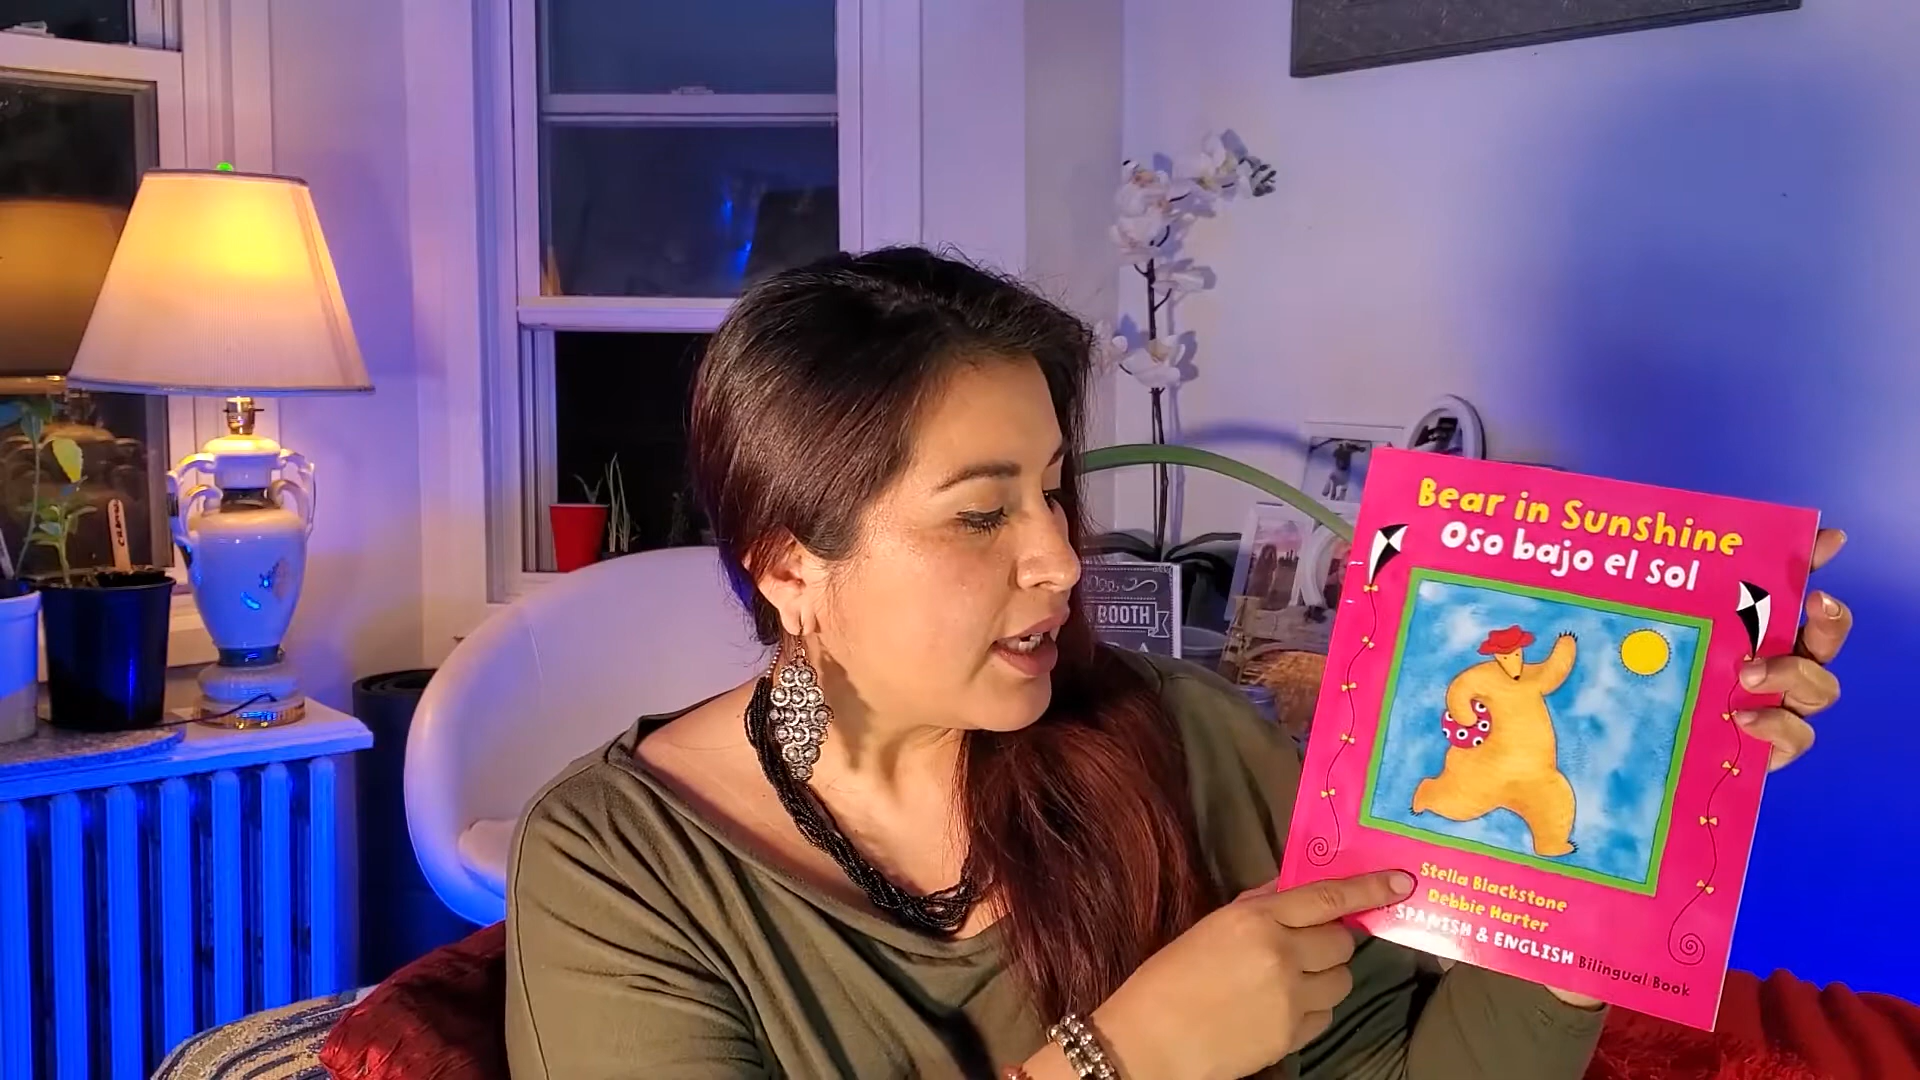 Bear in Sunshine
Oso bajo el sol
Stella Blackstone
Debbie Harter
SPANISH & ENGLISH Bilingual Book
BOOTH